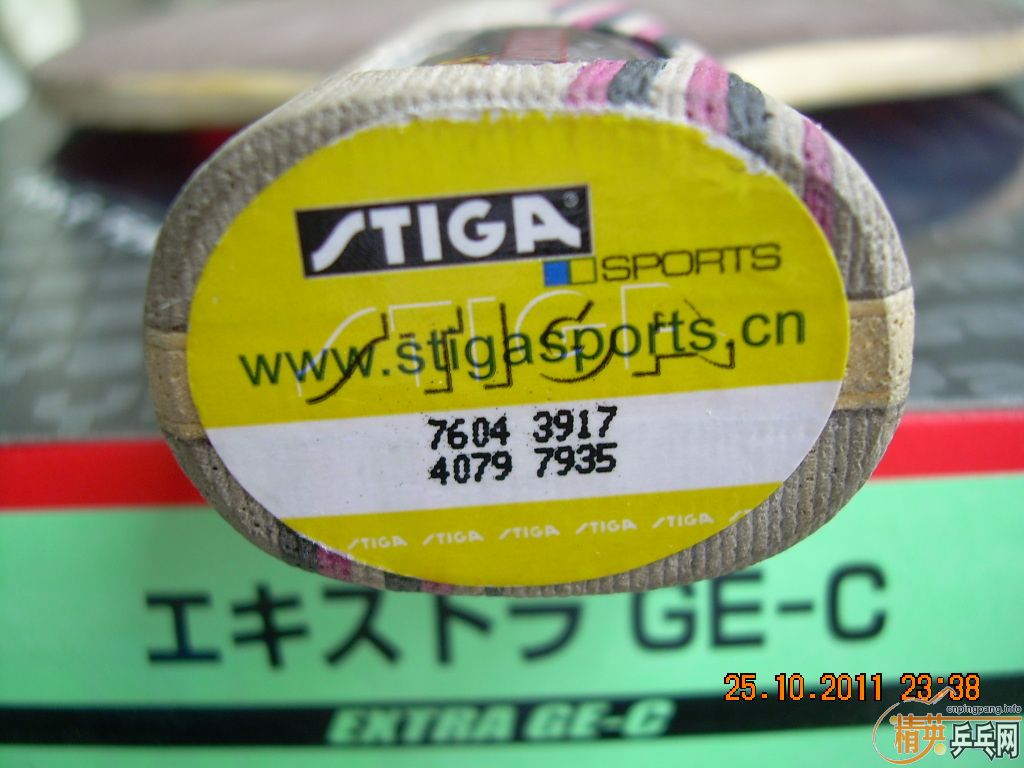 STIGA®
SPORTS
STIGA
www.stigasports.cn
7604 3917
4079 7935
STIGA STIGA STIGA STIGA STIGA
エキストラ GE-C
EXTRA GE-C
25.10.2011 23:38
cnpingpang.info
精英乒乓网